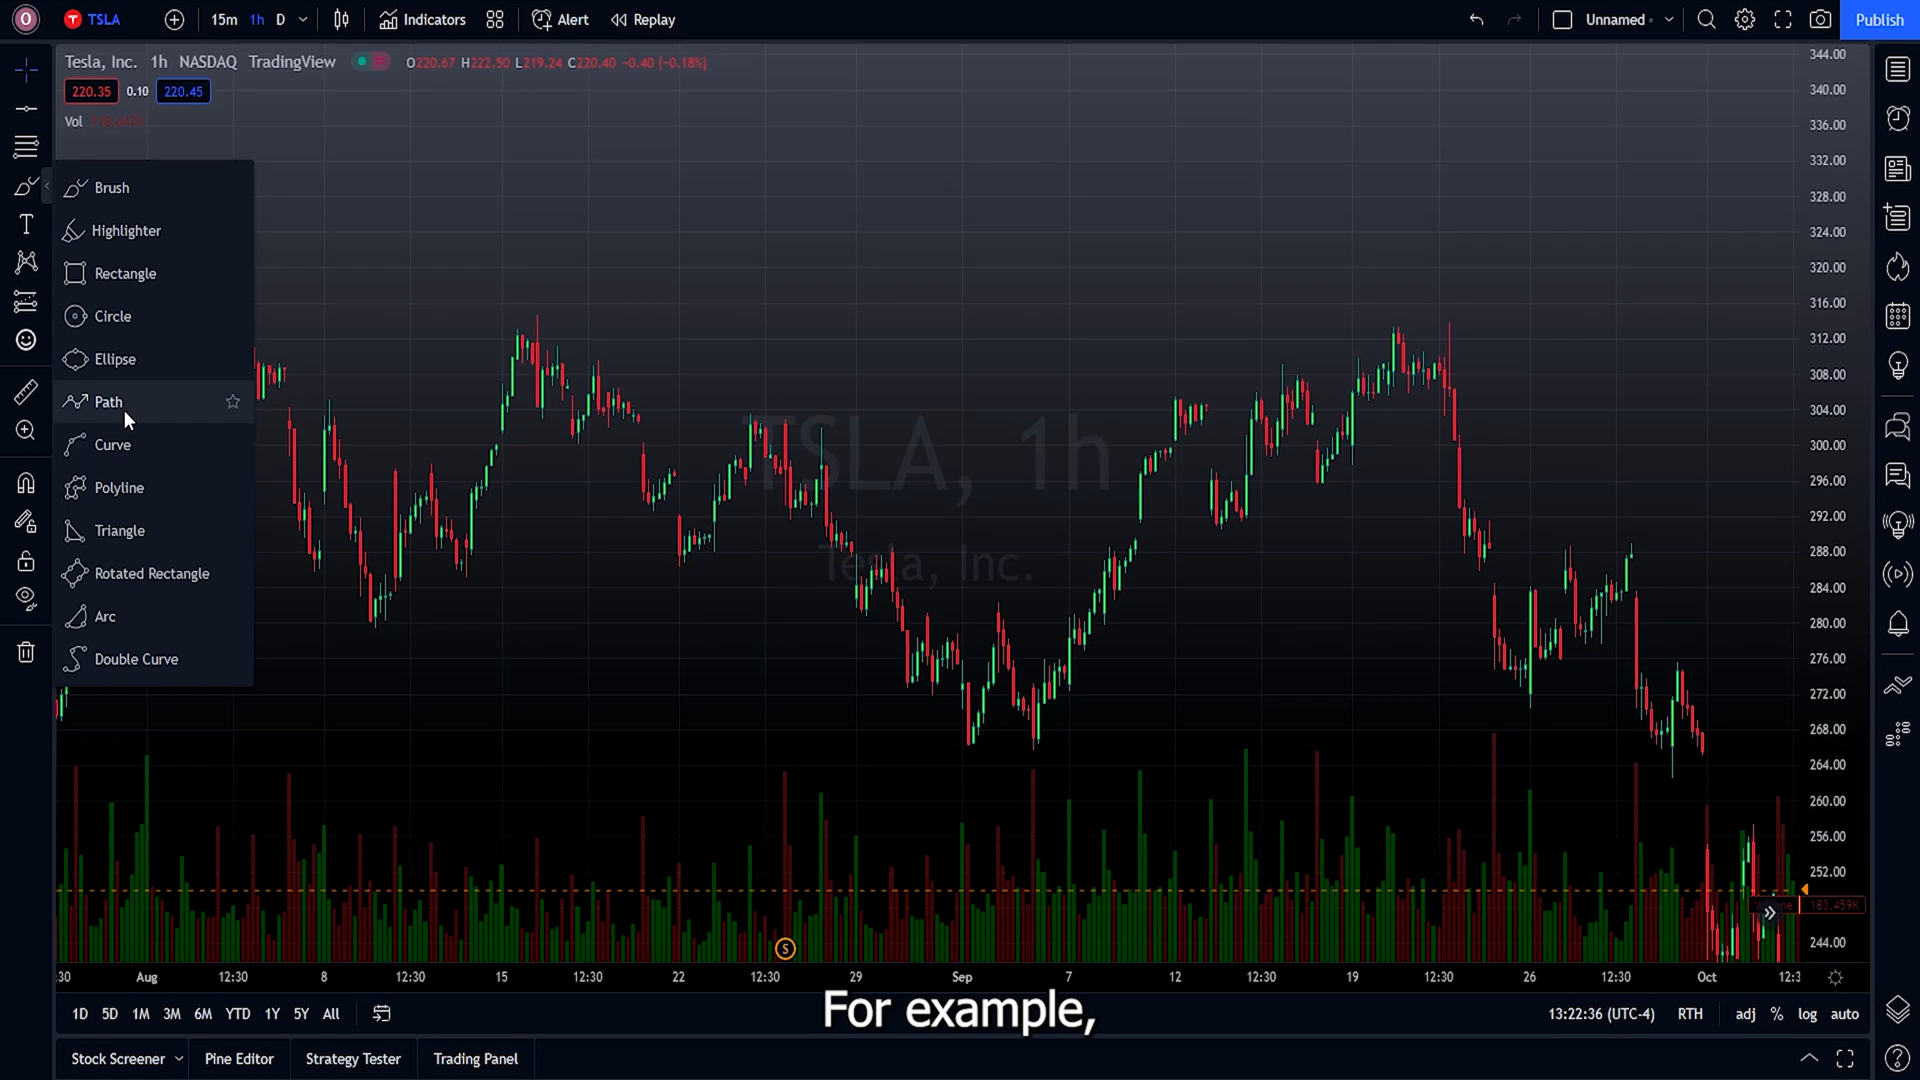 O TSLA 15m 1h D Indicators Alert Replay Unnamed Publish
Tesla, Inc. 1h NASDAQ TradingView O220.67 H222.50 L219.24 C220.40 −0.40 (−0.18%)
220.35 0.10 220.45
Vol
Brush
Highlighter
Rectangle
Circle
Ellipse
Path
Curve
Polyline
Triangle
Rotated Rectangle
Arc
Double Curve
TSLA, 1h
Tesla, Inc.
344.00
340.00
336.00
332.00
328.00
324.00
320.00
316.00
312.00
308.00
304.00
300.00
296.00
292.00
288.00
284.00
280.00
276.00
272.00
268.00
264.00
260.00
256.00
252.00
183.459K
244.00
S
:30 Aug 12:30 8 12:30 15 12:30 22 12:30 29 Sep 7 12 12:30 19 12:30 26 12:30 Oct 12:3
For example,
1D 5D 1M 3M 6M YTD 1Y 5Y All 13:22:36 (UTC-4) RTH adj % log auto
Stock Screener Pine Editor Strategy Tester Trading Panel